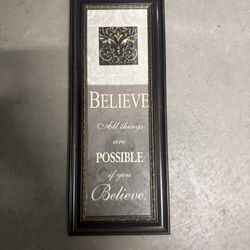 BELIEVE
All things
are
POSSIBLE
if you
Believe.